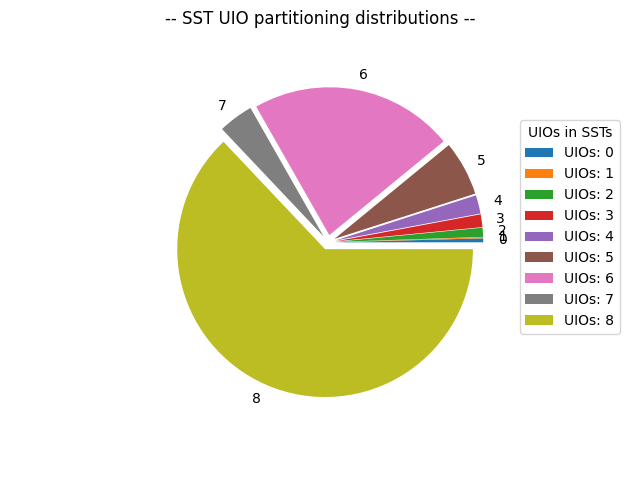 -- SST UIO partitioning distributions --
6
7
5
4
3
2
1
0
8
UIOs in SSTs
UIOs: 0
UIOs: 1
UIOs: 2
UIOs: 3
UIOs: 4
UIOs: 5
UIOs: 6
UIOs: 7
UIOs: 8